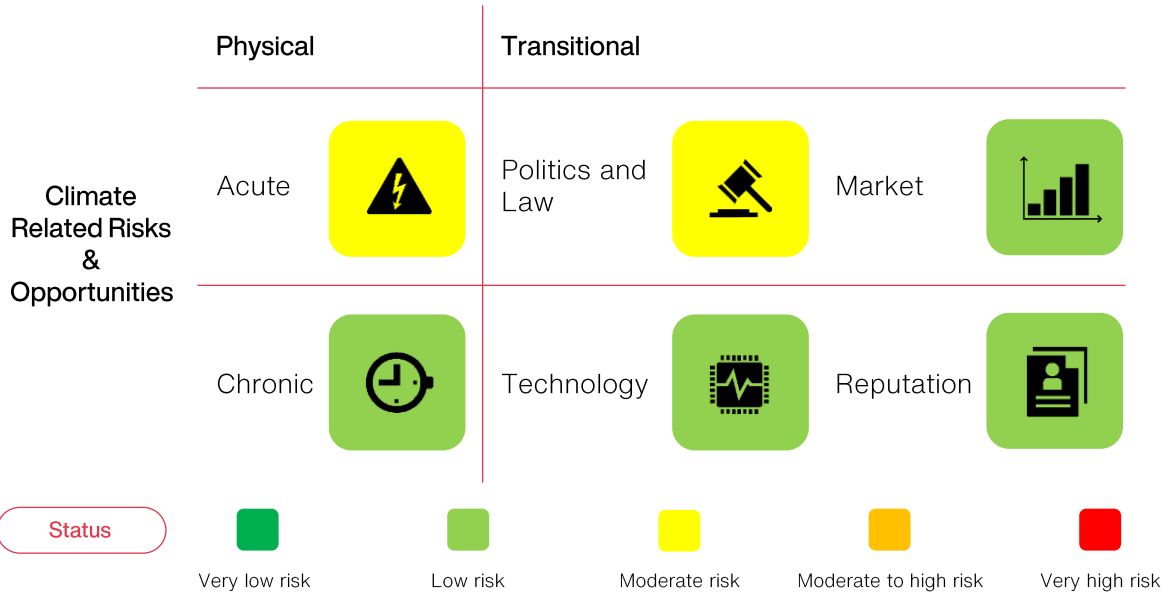 Physical
Transitional
Climate
Related Risks
&
Opportunities
Acute
Politics and
Law
Market
Chronic
Technology
Reputation
Status
Very low risk
Low risk
Moderate risk
Moderate to high risk
Very high risk